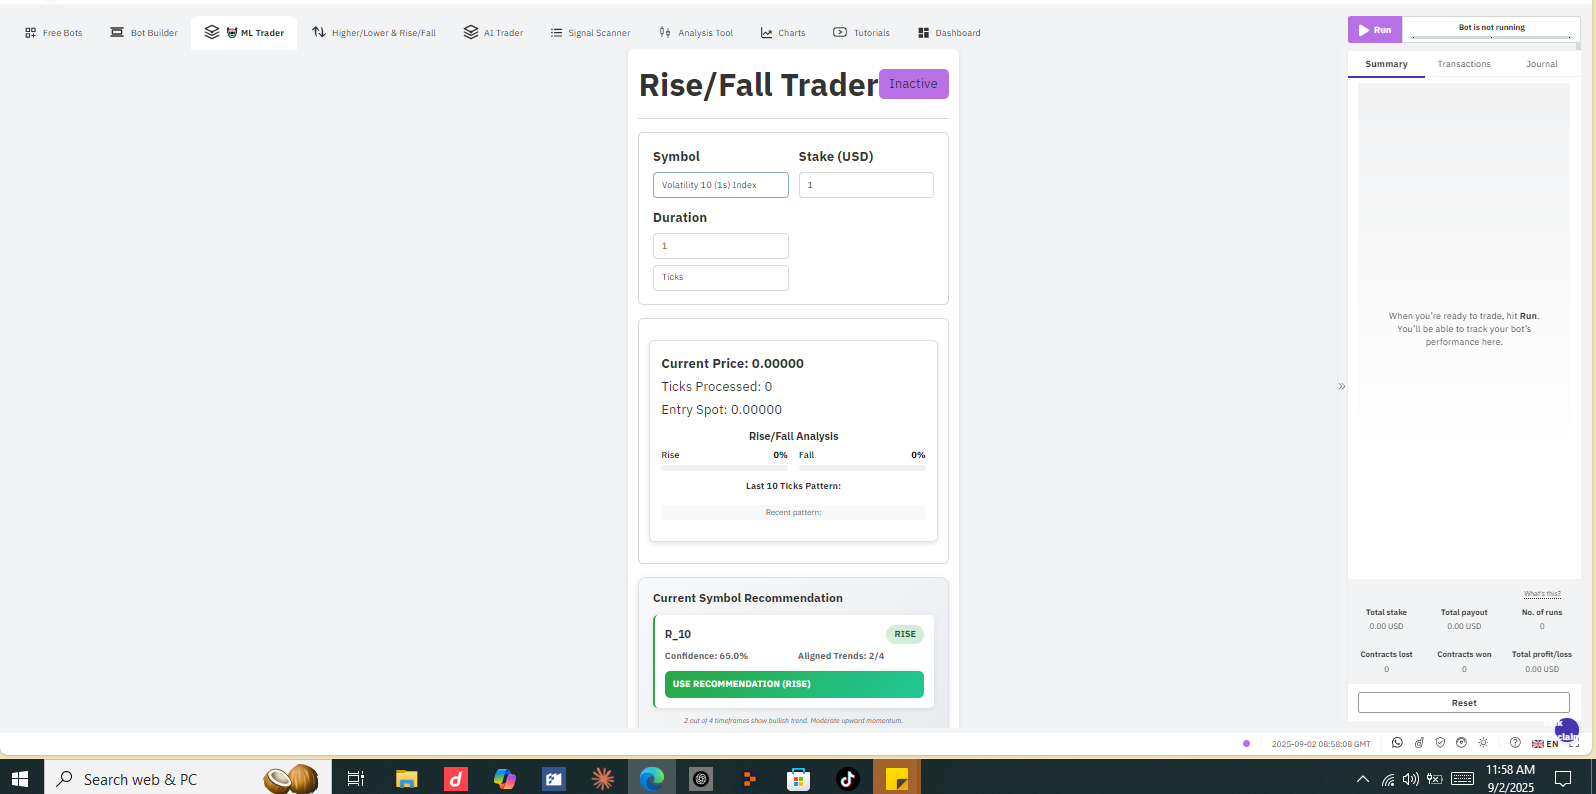 Free Bots
Bot Builder
ML Trader
Higher/Lower & Rise/Fall
AI Trader
Signal Scanner
Analysis Tool
Charts
Tutorials
Dashboard
Run
Bot is not running
Summary
Transactions
Journal
Rise/Fall Trader
Inactive
Symbol
Stake (USD)
Volatility 10 (1s) Index
1
Duration
1
Ticks
Current Price: 0.00000
Ticks Processed: 0
Entry Spot: 0.00000
Rise/Fall Analysis
Rise 0% Fall 0%
Last 10 Ticks Pattern:
Recent pattern:
Current Symbol Recommendation
R_10
RISE
Confidence: 65.0%
Aligned Trends: 2/4
USE RECOMMENDATION (RISE)
2 out of 4 timeframes show bullish trend. Moderate upward momentum.
When you're ready to trade, hit Run.
You'll be able to track your bot's
performance here.
What's this?
Total stake
Total payout
No. of runs
0.00 USD
0.00 USD
0
Contracts lost
Contracts won
Total profit/loss
0
0
0.00 USD
Reset
2025-09-02 08:58:08 GMT
EN
Search web & PC
11:58 AM
9/2/2025